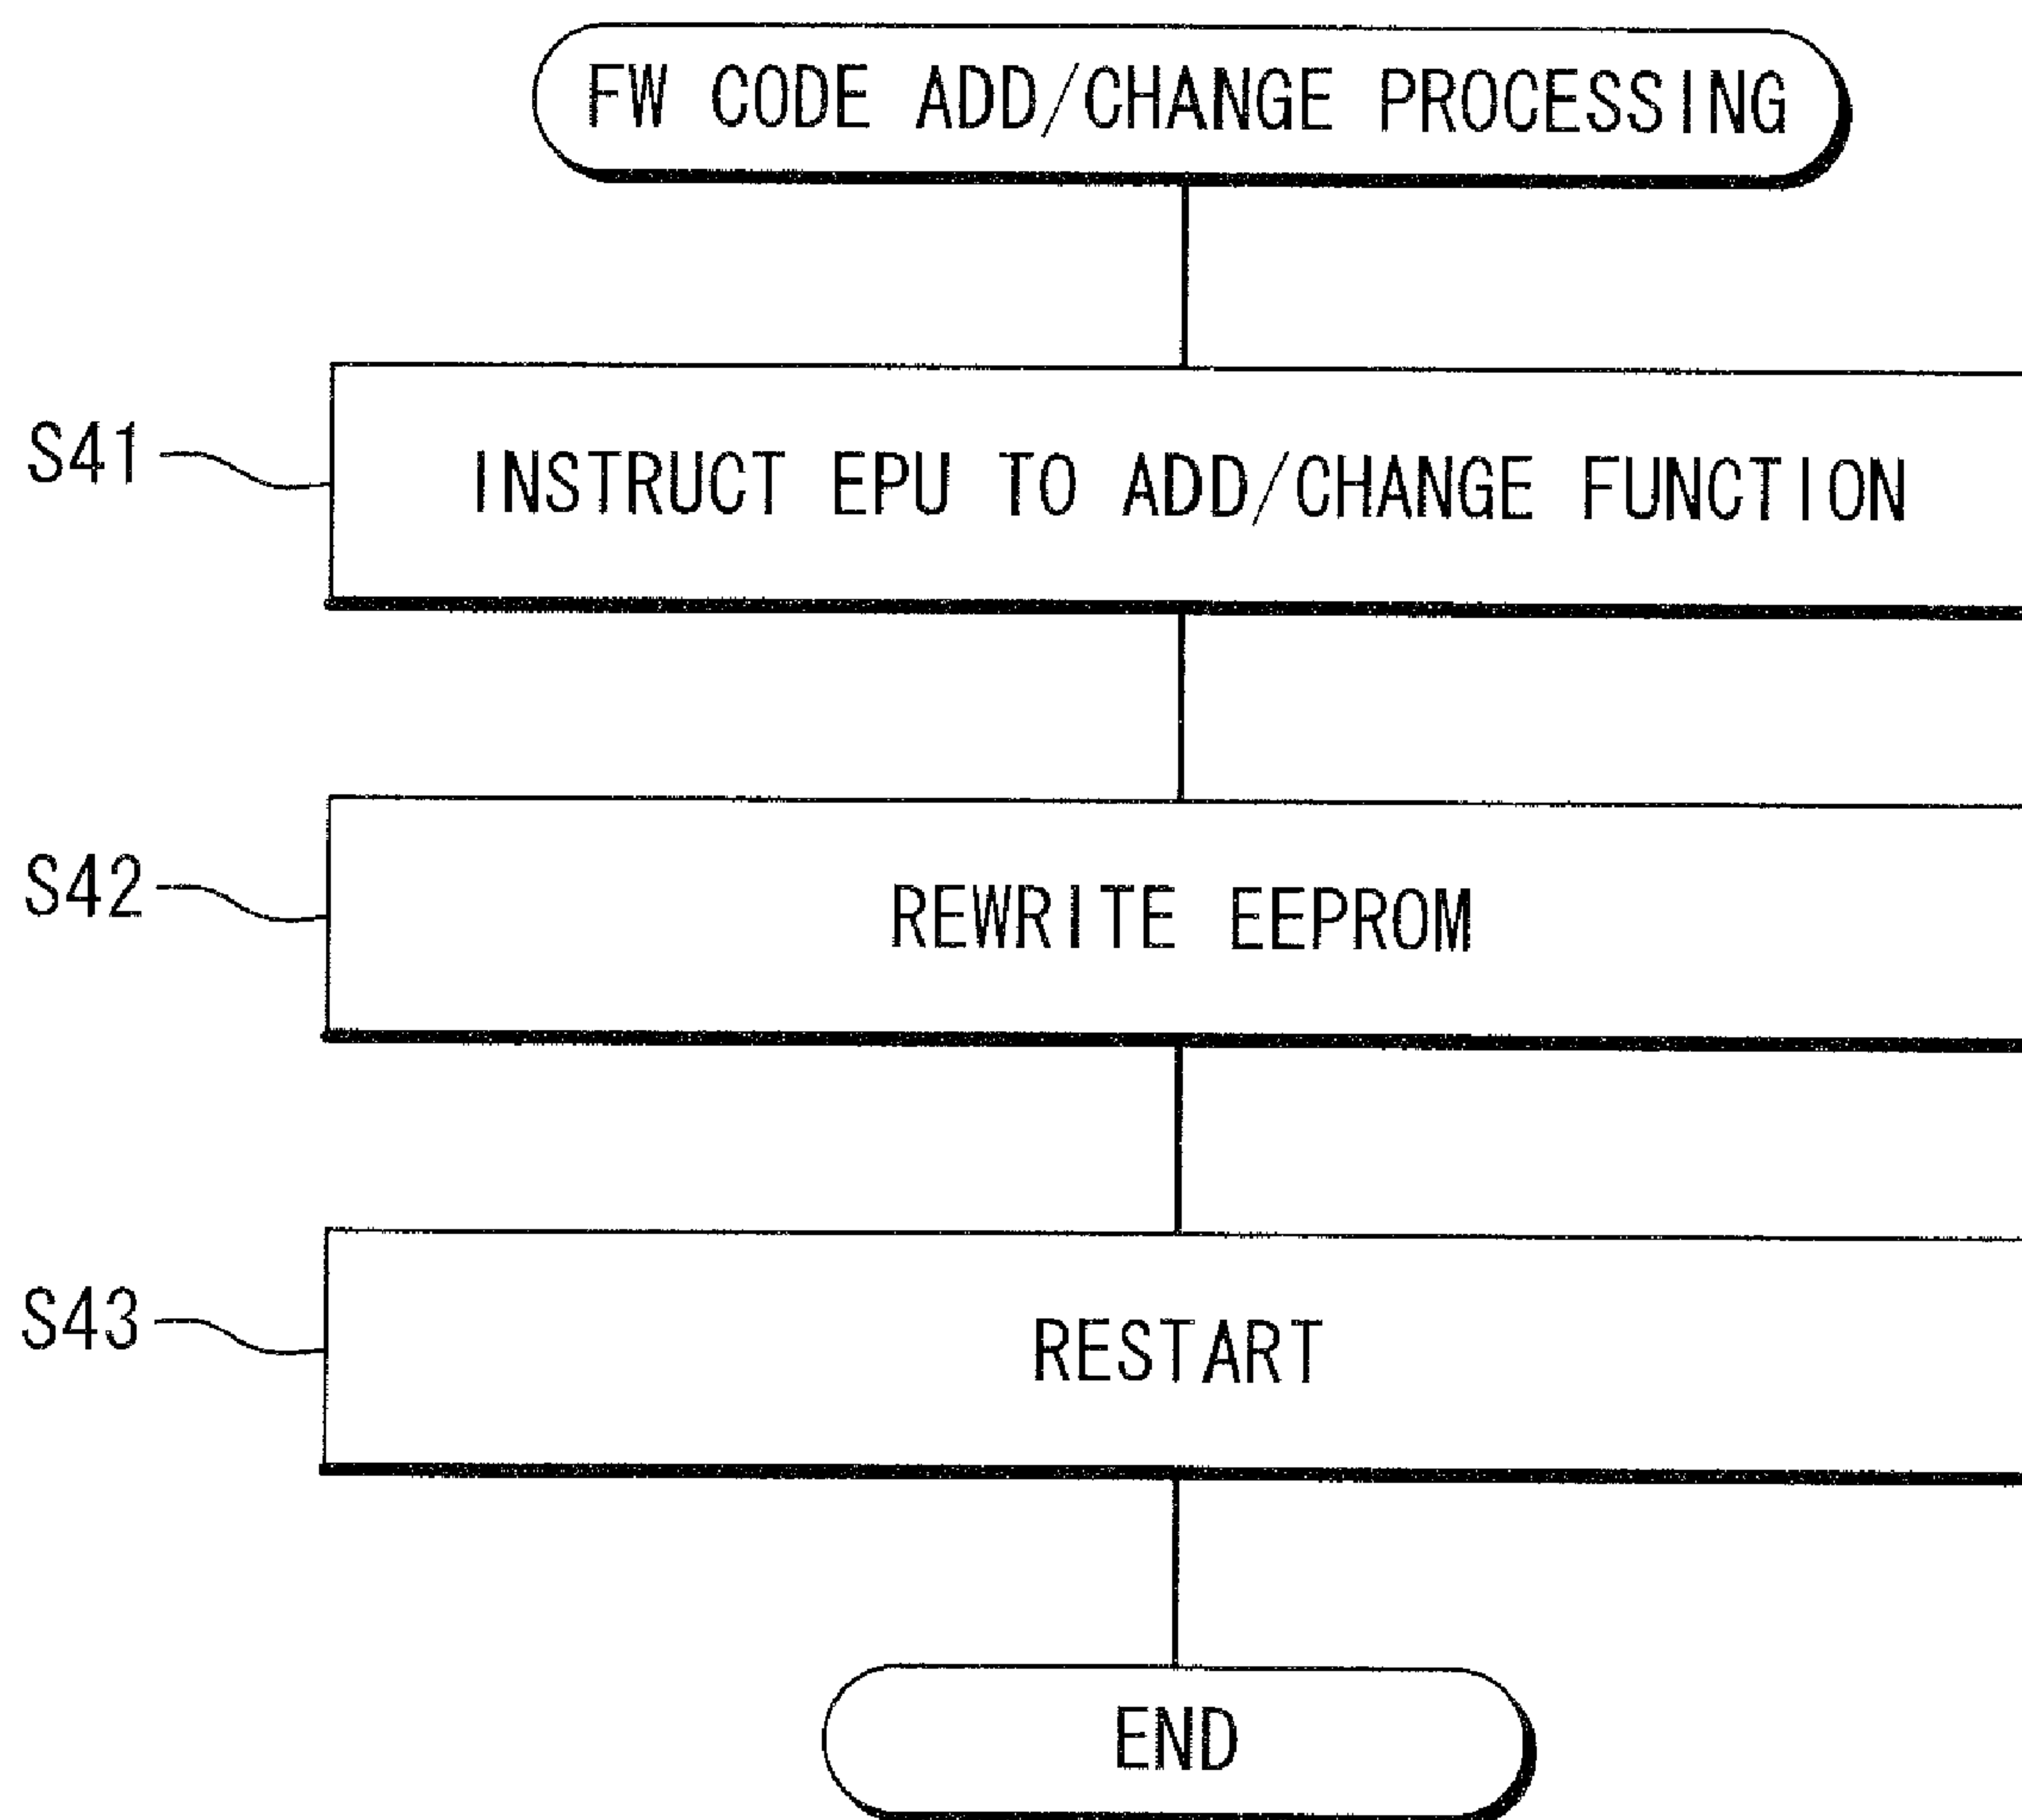 FW CODE ADD/CHANGE PROCESSING
S41
INSTRUCT EPU TO ADD/CHANGE FUNCTION
S42
REWRITE EEPROM
S43
RESTART
END